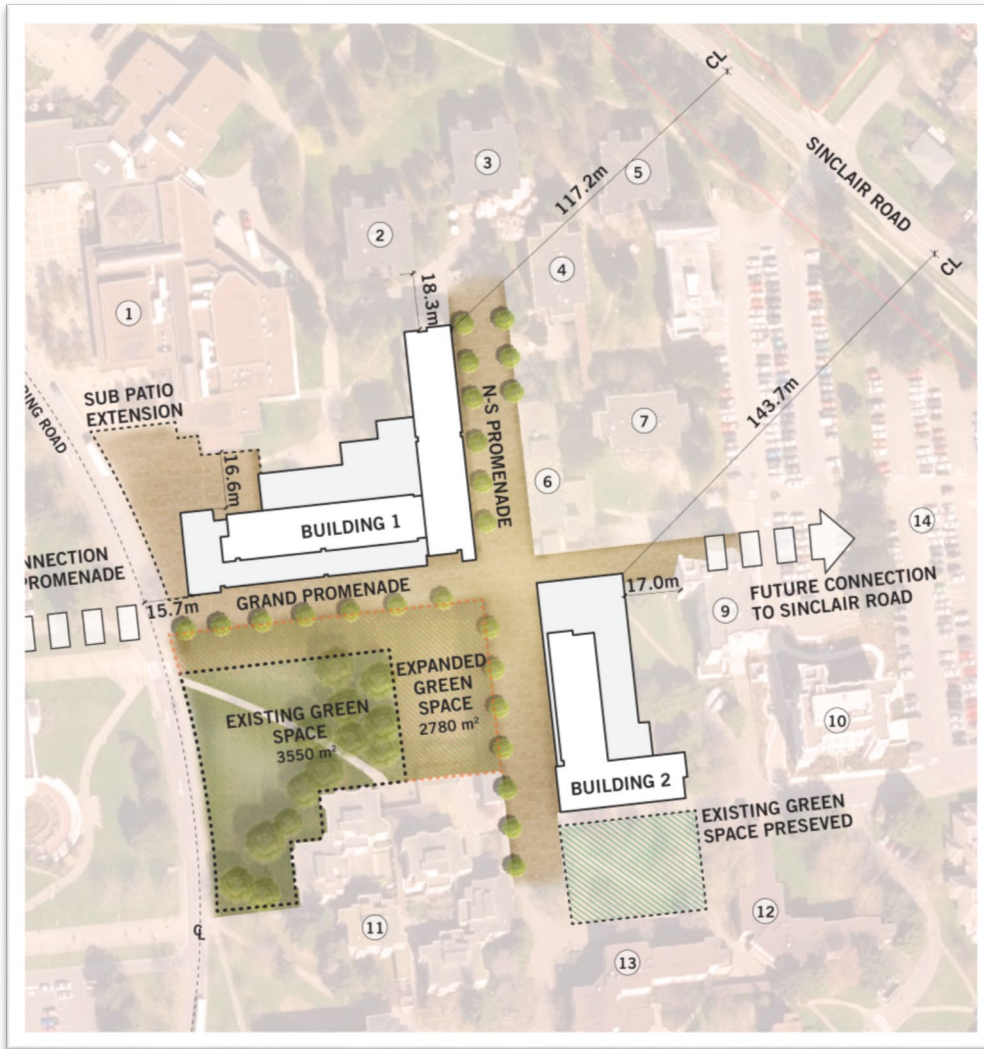 CL
SINCLAIR ROAD
CL
3
5
117.2m
2
4
18.3m
1
143.7m
SUB PATIO
EXTENSION
RING ROAD
N-S PROMENADE
7
16.6m
6
BUILDING 1
14
NNECTION
PROMENADE
15.7m
GRAND PROMENADE
17.0m
9
FUTURE CONNECTION
TO SINCLAIR ROAD
EXPANDED
GREEN
SPACE
2780 m²
EXISTING GREEN
SPACE
3550 m²
10
BUILDING 2
EXISTING GREEN
SPACE PRESEVED
11
12
CL
13